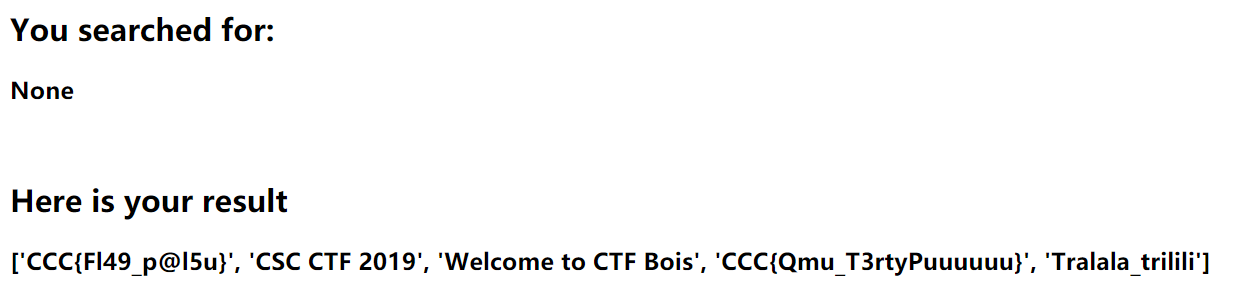 You searched for:
None
Here is your result
['CCC{Fl49_p@l5u}', 'CSC CTF 2019', 'Welcome to CTF Bois', 'CCC{Qmu_T3rtyPuuuuuu}', 'Tralala_trilili']